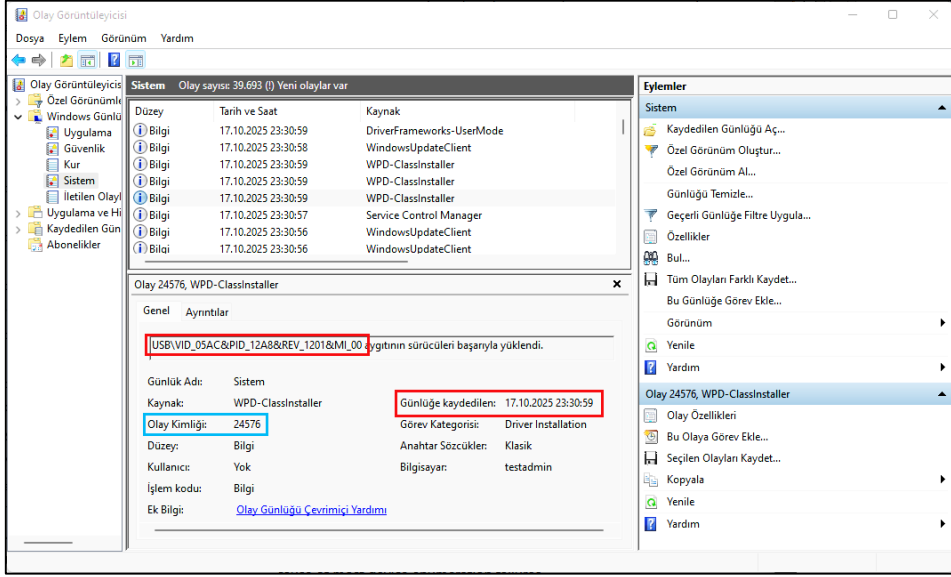 Olay Görüntüleyicisi
Dosya Eylem Görünüm Yardım
Olay Görüntüleyicis
Özel Görünümle
Windows Günlü
Uygulama
Güvenlik
Kur
Sistem
İletilen Olayl
Uygulama ve Hi
Kaydedilen Gün
Abonelikler
Sistem Olay sayısı: 39.693 (!) Yeni olaylar var
Düzey Tarih ve Saat Kaynak
Bilgi 17.10.2025 23:30:59 DriverFrameworks-UserMode
Bilgi 17.10.2025 23:30:58 WindowsUpdateClient
Bilgi 17.10.2025 23:30:59 WPD-ClassInstaller
Bilgi 17.10.2025 23:30:59 WPD-ClassInstaller
Bilgi 17.10.2025 23:30:59 WPD-ClassInstaller
Bilgi 17.10.2025 23:30:57 Service Control Manager
Bilgi 17.10.2025 23:30:56 WindowsUpdateClient
Bilgi 17.10.2025 23:30:56 WindowsUpdateClient
Olay 24576, WPD-ClassInstaller
Genel Ayrıntılar
USB\VID_05AC&PID_12A8&REV_1201&MI_00 aygıtının sürücüleri başarıyla yüklendi.
Günlük Adı: Sistem
Kaynak: WPD-ClassInstaller Günlüğe kaydedilen: 17.10.2025 23:30:59
Olay Kimliği: 24576 Görev Kategorisi: Driver Installation
Düzey: Bilgi Anahtar Sözcükler: Klasik
Kullanıcı: Yok Bilgisayar: testadmin
İşlem kodu: Bilgi
Ek Bilgi: Olay Günlüğü Çevrimiçi Yardımı
Eylemler
Sistem
Kaydedilen Günlüğü Aç...
Özel Görünüm Oluştur...
Özel Görünüm Al...
Günlüğü Temizle...
Geçerli Günlüğe Filtre Uygula...
Özellikler
Bul...
Tüm Olayları Farklı Kaydet...
Bu Günlüğe Görev Ekle...
Görünüm
Yenile
Yardım
Olay 24576, WPD-ClassInstaller
Olay Özellikleri
Bu Olaya Görev Ekle...
Seçilen Olayları Kaydet...
Kopyala
Yenile
Yardım